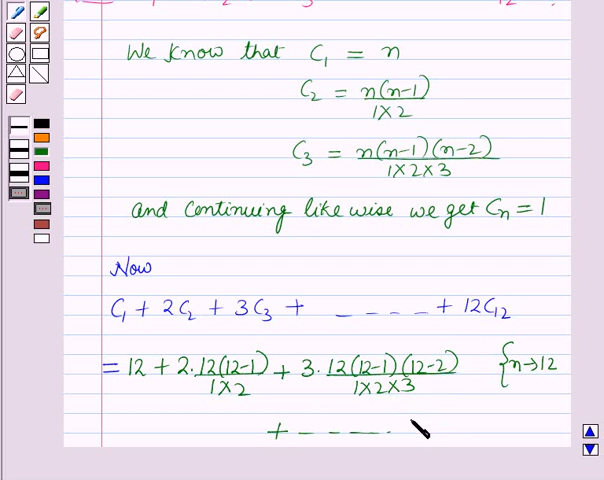 We know that C₁ = n
C₂ = n(n-1) / 1×2
C₃ = n(n-1)(n-2) / 1×2×3
and continuing like wise we get Cₙ = 1
Now
C₁ + 2C₂ + 3C₃ + _ _ _ _ + 12C₁₂
= 12 + 2·12(12-1) / 1×2 + 3·12(12-1)(12-2) / 1×2×3 {n→12
+ _ _ _ _